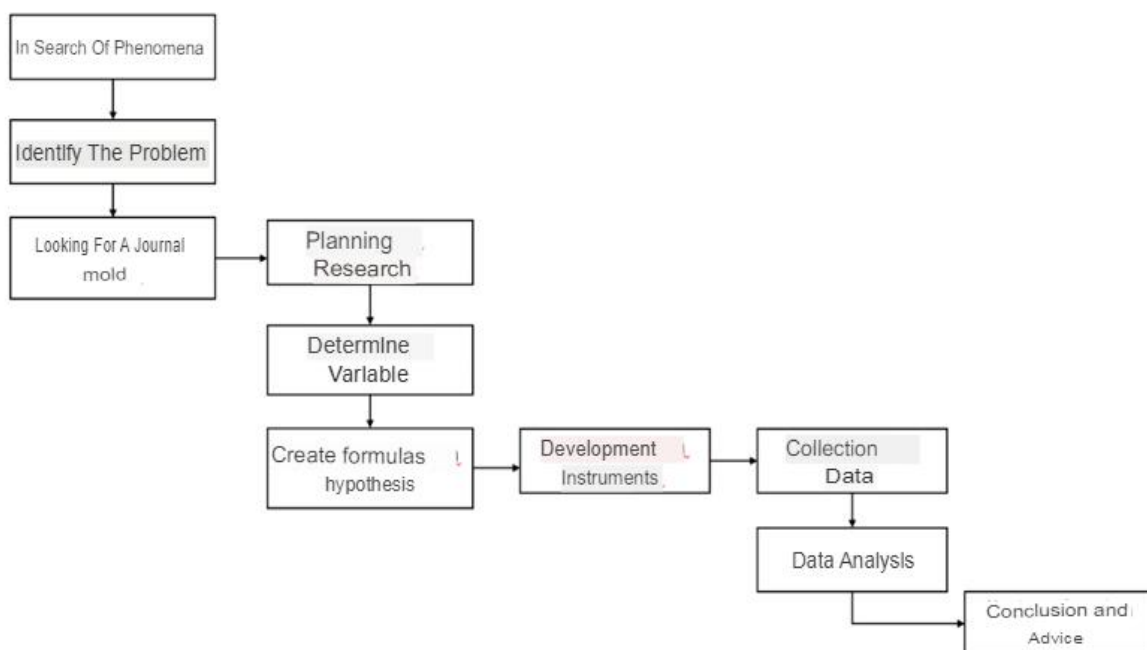 In Search Of Phenomena
Identify The Problem
Looking For A Journal
mold
Planning
Research
Determine
Variable
Create formulas
hypothesis
Development
Instruments
Collection
Data
Data Analysis
Conclusion and
Advice